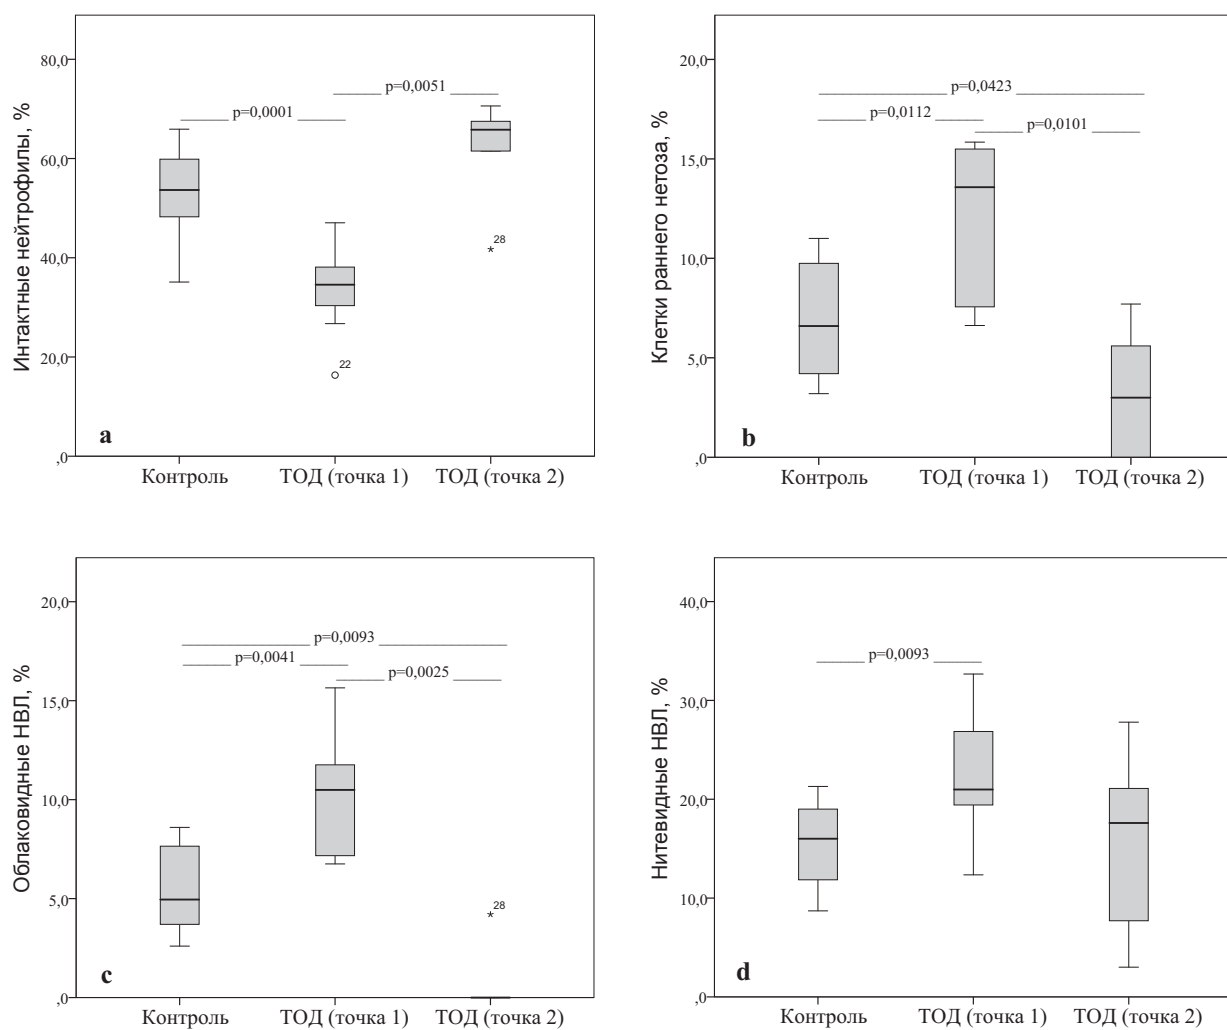 Интактные нейтрофилы, %
80,0
60,0
40,0
20,0
,0
p=0,0051
p=0,0001
28
22
a
Контроль
ТОД (точка 1)
ТОД (точка 2)
Клетки раннего нетоза, %
20,0
15,0
10,0
5,0
,0
p=0,0423
p=0,0112
p=0,0101
b
Контроль
ТОД (точка 1)
ТОД (точка 2)
Облаковидные НВЛ, %
20,0
15,0
10,0
5,0
,0
p=0,0093
p=0,0041
p=0,0025
28
c
Контроль
ТОД (точка 1)
ТОД (точка 2)
Нитевидные НВЛ, %
40,0
30,0
20,0
10,0
,0
p=0,0093
d
Контроль
ТОД (точка 1)
ТОД (точка 2)